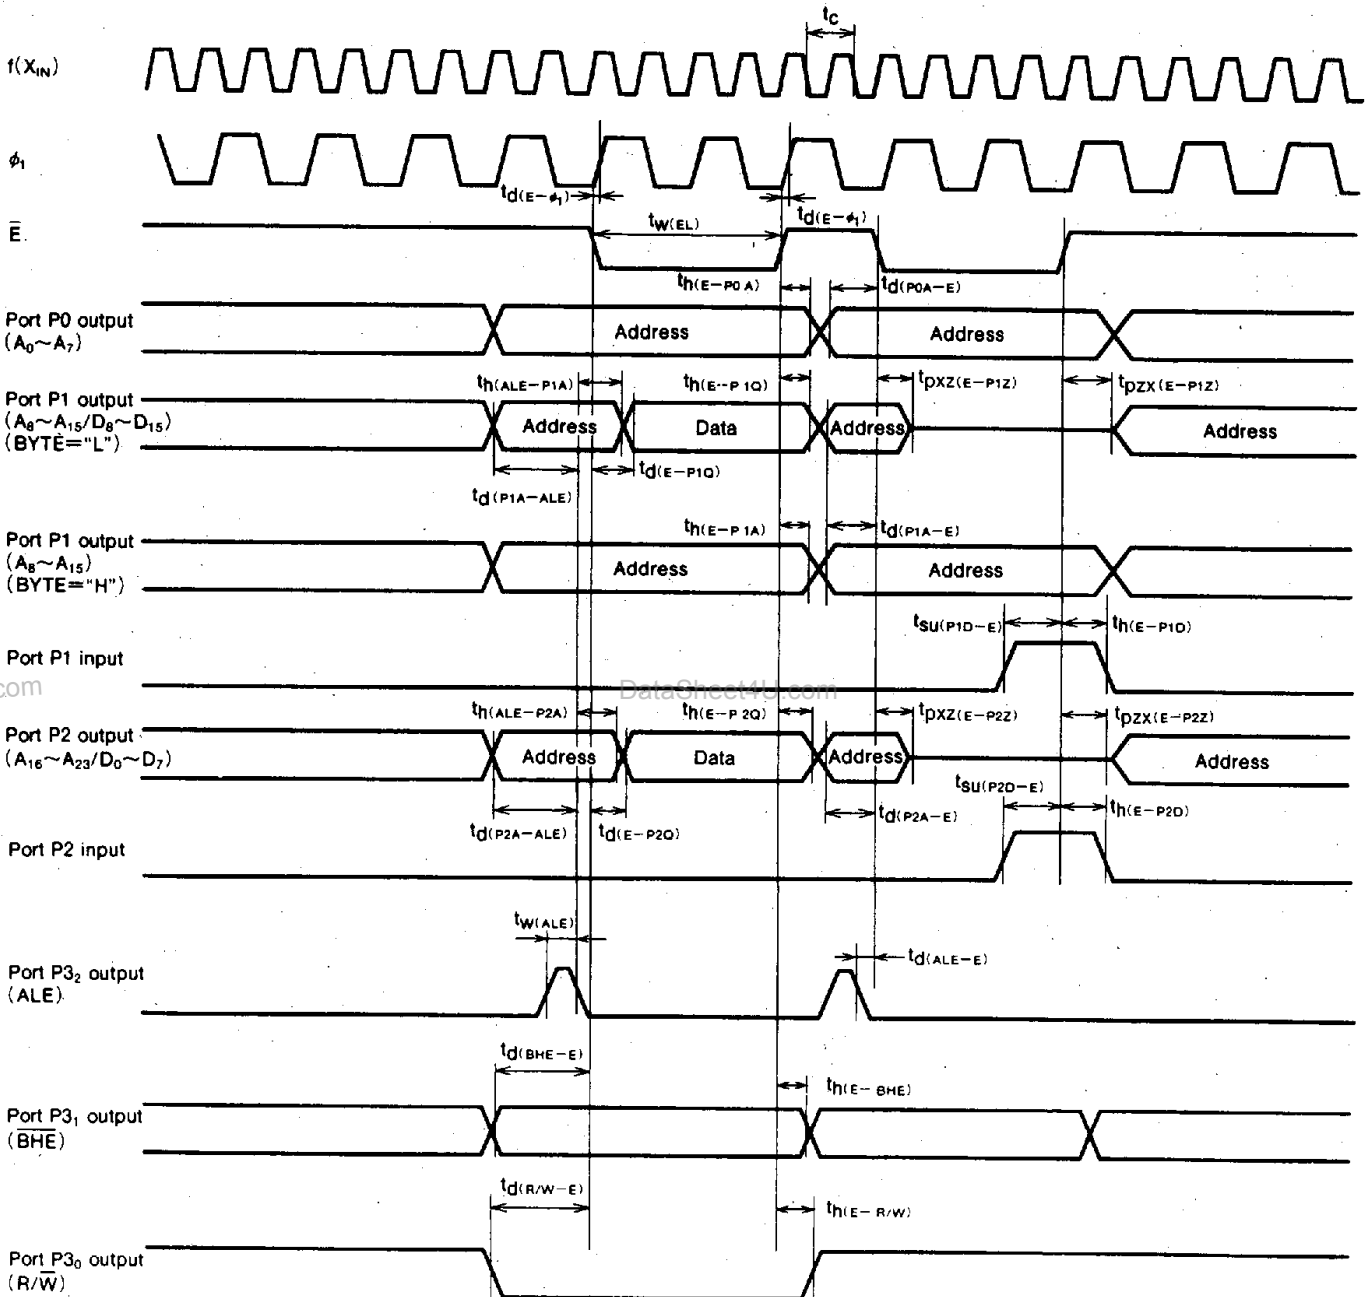 tc
f(XIN)
ϕ1
td(E−ϕ1)
tw(EL)
td(E−ϕ1)
E̅
th(E−P0A)
td(P0A−E)
Port P0 output
(A0~A7)
Address
Address
th(ALE−P1A)
th(E−P1Q)
tpxz(E−P1Z)
tpzx(E−P1Z)
Port P1 output
(A8~A15/D8~D15)
(BYTE="L")
Address
Data
Address
Address
td(P1A−ALE)
td(E−P1Q)
th(E−P1A)
td(P1A−E)
Port P1 output
(A8~A15)
(BYTE="H")
Address
Address
tsu(P1D−E)
th(E−P1D)
Port P1 input
.com
DataSheet4U.com
th(ALE−P2A)
th(E−P2Q)
tpxz(E−P2Z)
tpzx(E−P2Z)
Port P2 output
(A16~A23/D0~D7)
Address
Data
Address
Address
tsu(P2D−E)
td(P2A−ALE)
td(E−P2Q)
td(P2A−E)
th(E−P2D)
Port P2 input
tw(ALE)
td(ALE−E)
Port P32 output
(ALE)
td(BHE−E)
th(E−BHE)
Port P31 output
(B̅H̅E̅)
td(R/W−E)
th(E−R/W)
Port P30 output
(R/W̅)